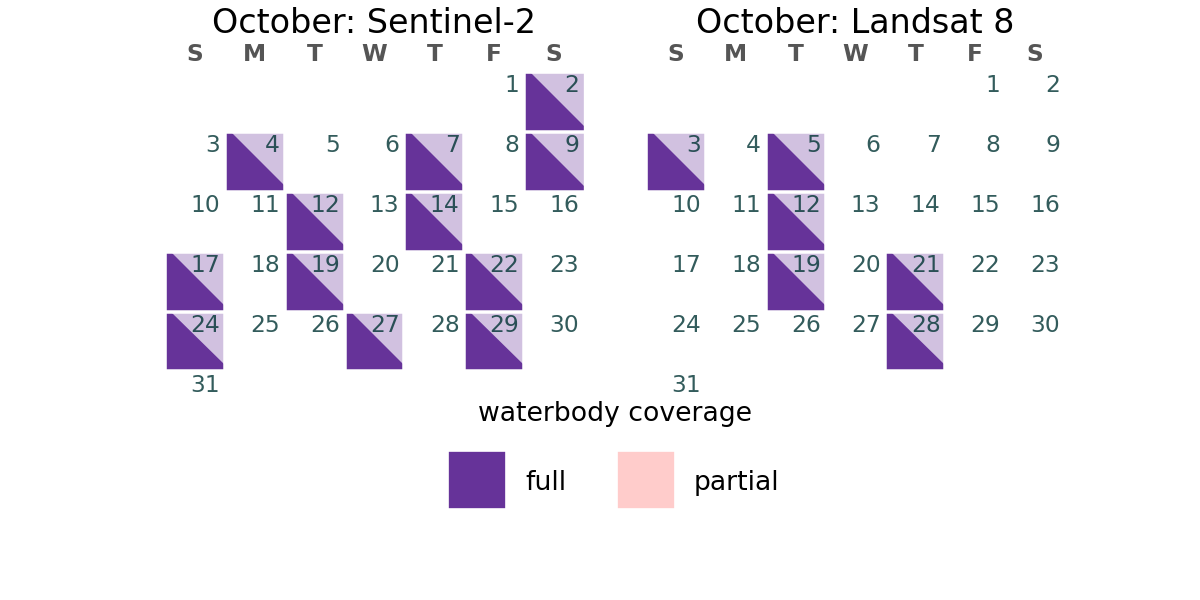 October: Sentinel-2
S M T W T F S
1 2
3 4 5 6 7 8 9
10 11 12 13 14 15 16
17 18 19 20 21 22 23
24 25 26 27 28 29 30
31
October: Landsat 8
S M T W T F S
1 2
3 4 5 6 7 8 9
10 11 12 13 14 15 16
17 18 19 20 21 22 23
24 25 26 27 28 29 30
31
waterbody coverage
full partial